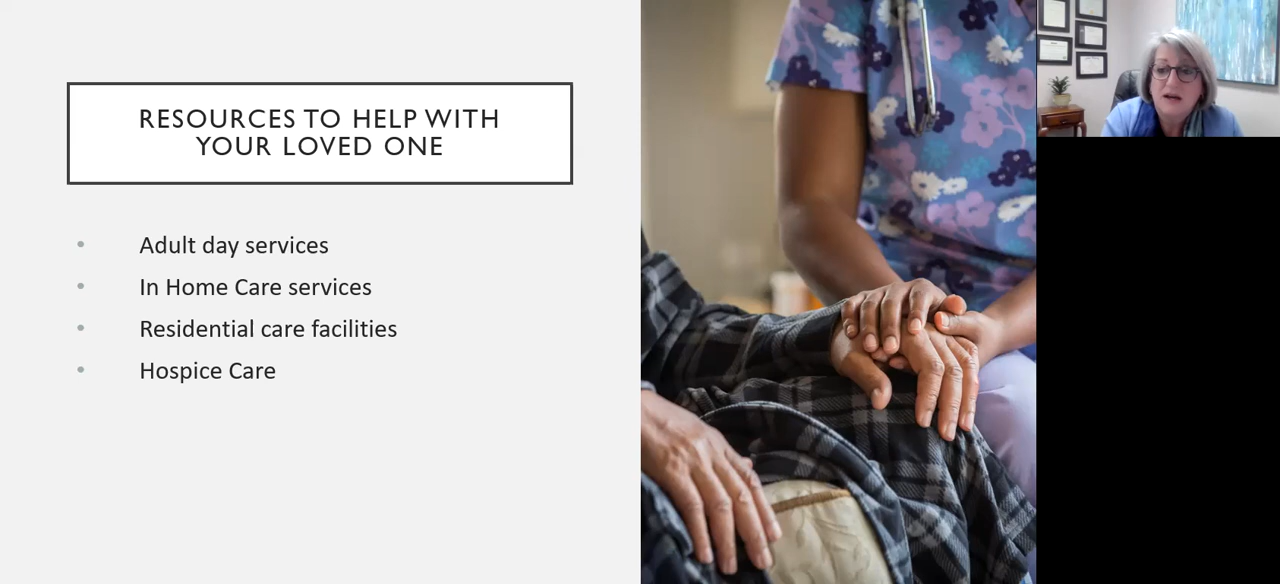 RESOURCES TO HELP WITH
YOUR LOVED ONE
• Adult day services
• In Home Care services
• Residential care facilities
• Hospice Care